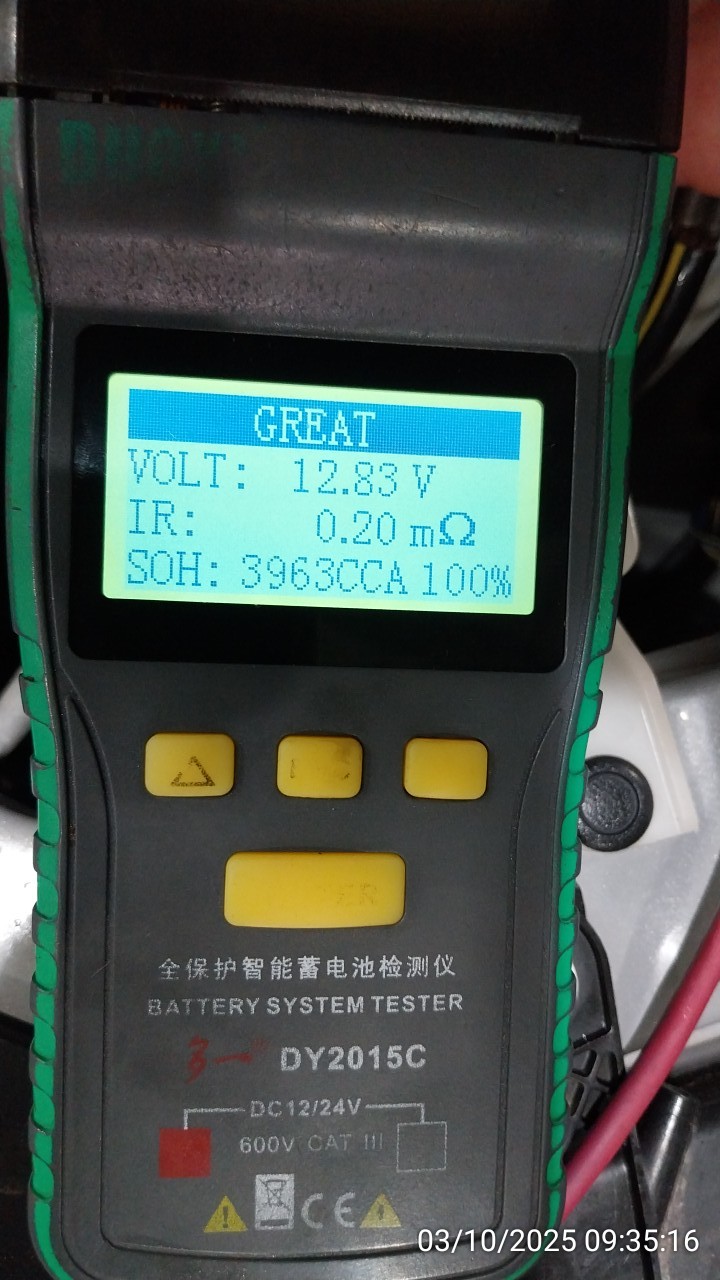 GREAT
VOLT: 12.83 V
IR: 0.20 mΩ
SOH: 3963CCA 100%
全保护智能蓄电池检测仪
BATTERY SYSTEM TESTER
DY2015C
DC12/24V
600V CAT III
CE
03/10/2025 09:35:16